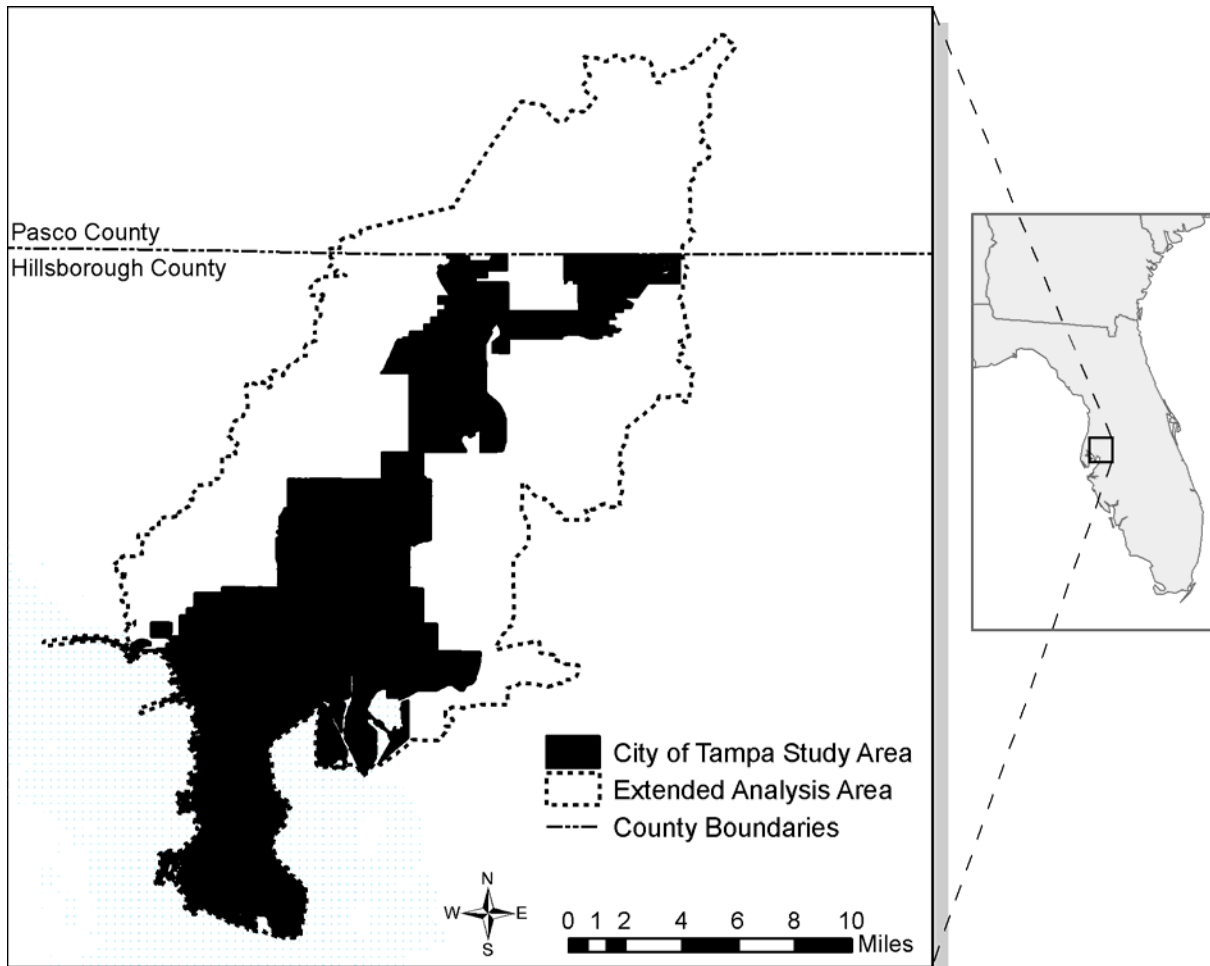 Pasco County
Hillsborough County
City of Tampa Study Area
Extended Analysis Area
County Boundaries
N
W E
S
0 1 2 4 6 8 10
Miles